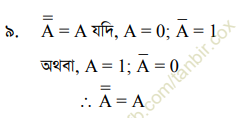 ৯. A̿ = A যদি, A = 0; A̅ = 1
অথবা, A = 1; A̅ = 0
∴ A̿ = A